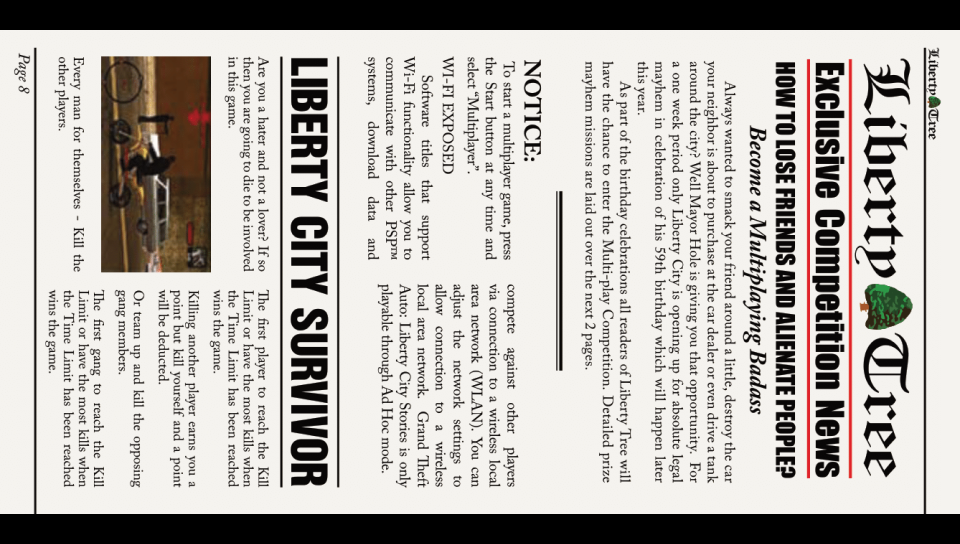 Liberty Tree
Liberty Tree
Exclusive Competition News
HOW TO LOSE FRIENDS AND ALIENATE PEOPLE?
Become a Multiplaying Badass
Always wanted to smack your friend around a little, destroy the car
your neighbor is about to purchase at the car dealer or even drive a tank
around the city? Well Mayor Hole is giving you that opportunity. For
a one week period only Liberty City is opening up for absolute legal
mayhem in celebration of his 59th birthday which will happen later
this year.
As part of the birthday celebrations all readers of Liberty Tree will
have the chance to enter the Multi-play Competition. Detailed prize
mayhem missions are laid out over the next 2 pages.
NOTICE:
To start a multiplayer game, press
the Start button at any time and
select “Multiplayer”.
WI-FI EXPOSED
Software titles that support
Wi-Fi functionality allow you to
communicate with other PSP™
systems, download data and
compete against other players
via connection to a wireless local
area network (WLAN). You can
adjust the network settings to
allow connection to a wireless
local area network. Grand Theft
Auto: Liberty City Stories is only
playable through Ad Hoc mode.
LIBERTY CITY SURVIVOR
Are you a hater and not a lover? If so
then you are going to die to be involved
in this game.
Every man for themselves - Kill the
other players.
The first player to reach the Kill
Limit or have the most kills when
the Time Limit has been reached
wins the game.
Killing another player earns you a
point but kill yourself and a point
will be deducted.
Or team up and kill the opposing
gang members.
The first gang to reach the Kill
Limit or have the most kills when
the Time Limit has been reached
wins the game.
Page 8